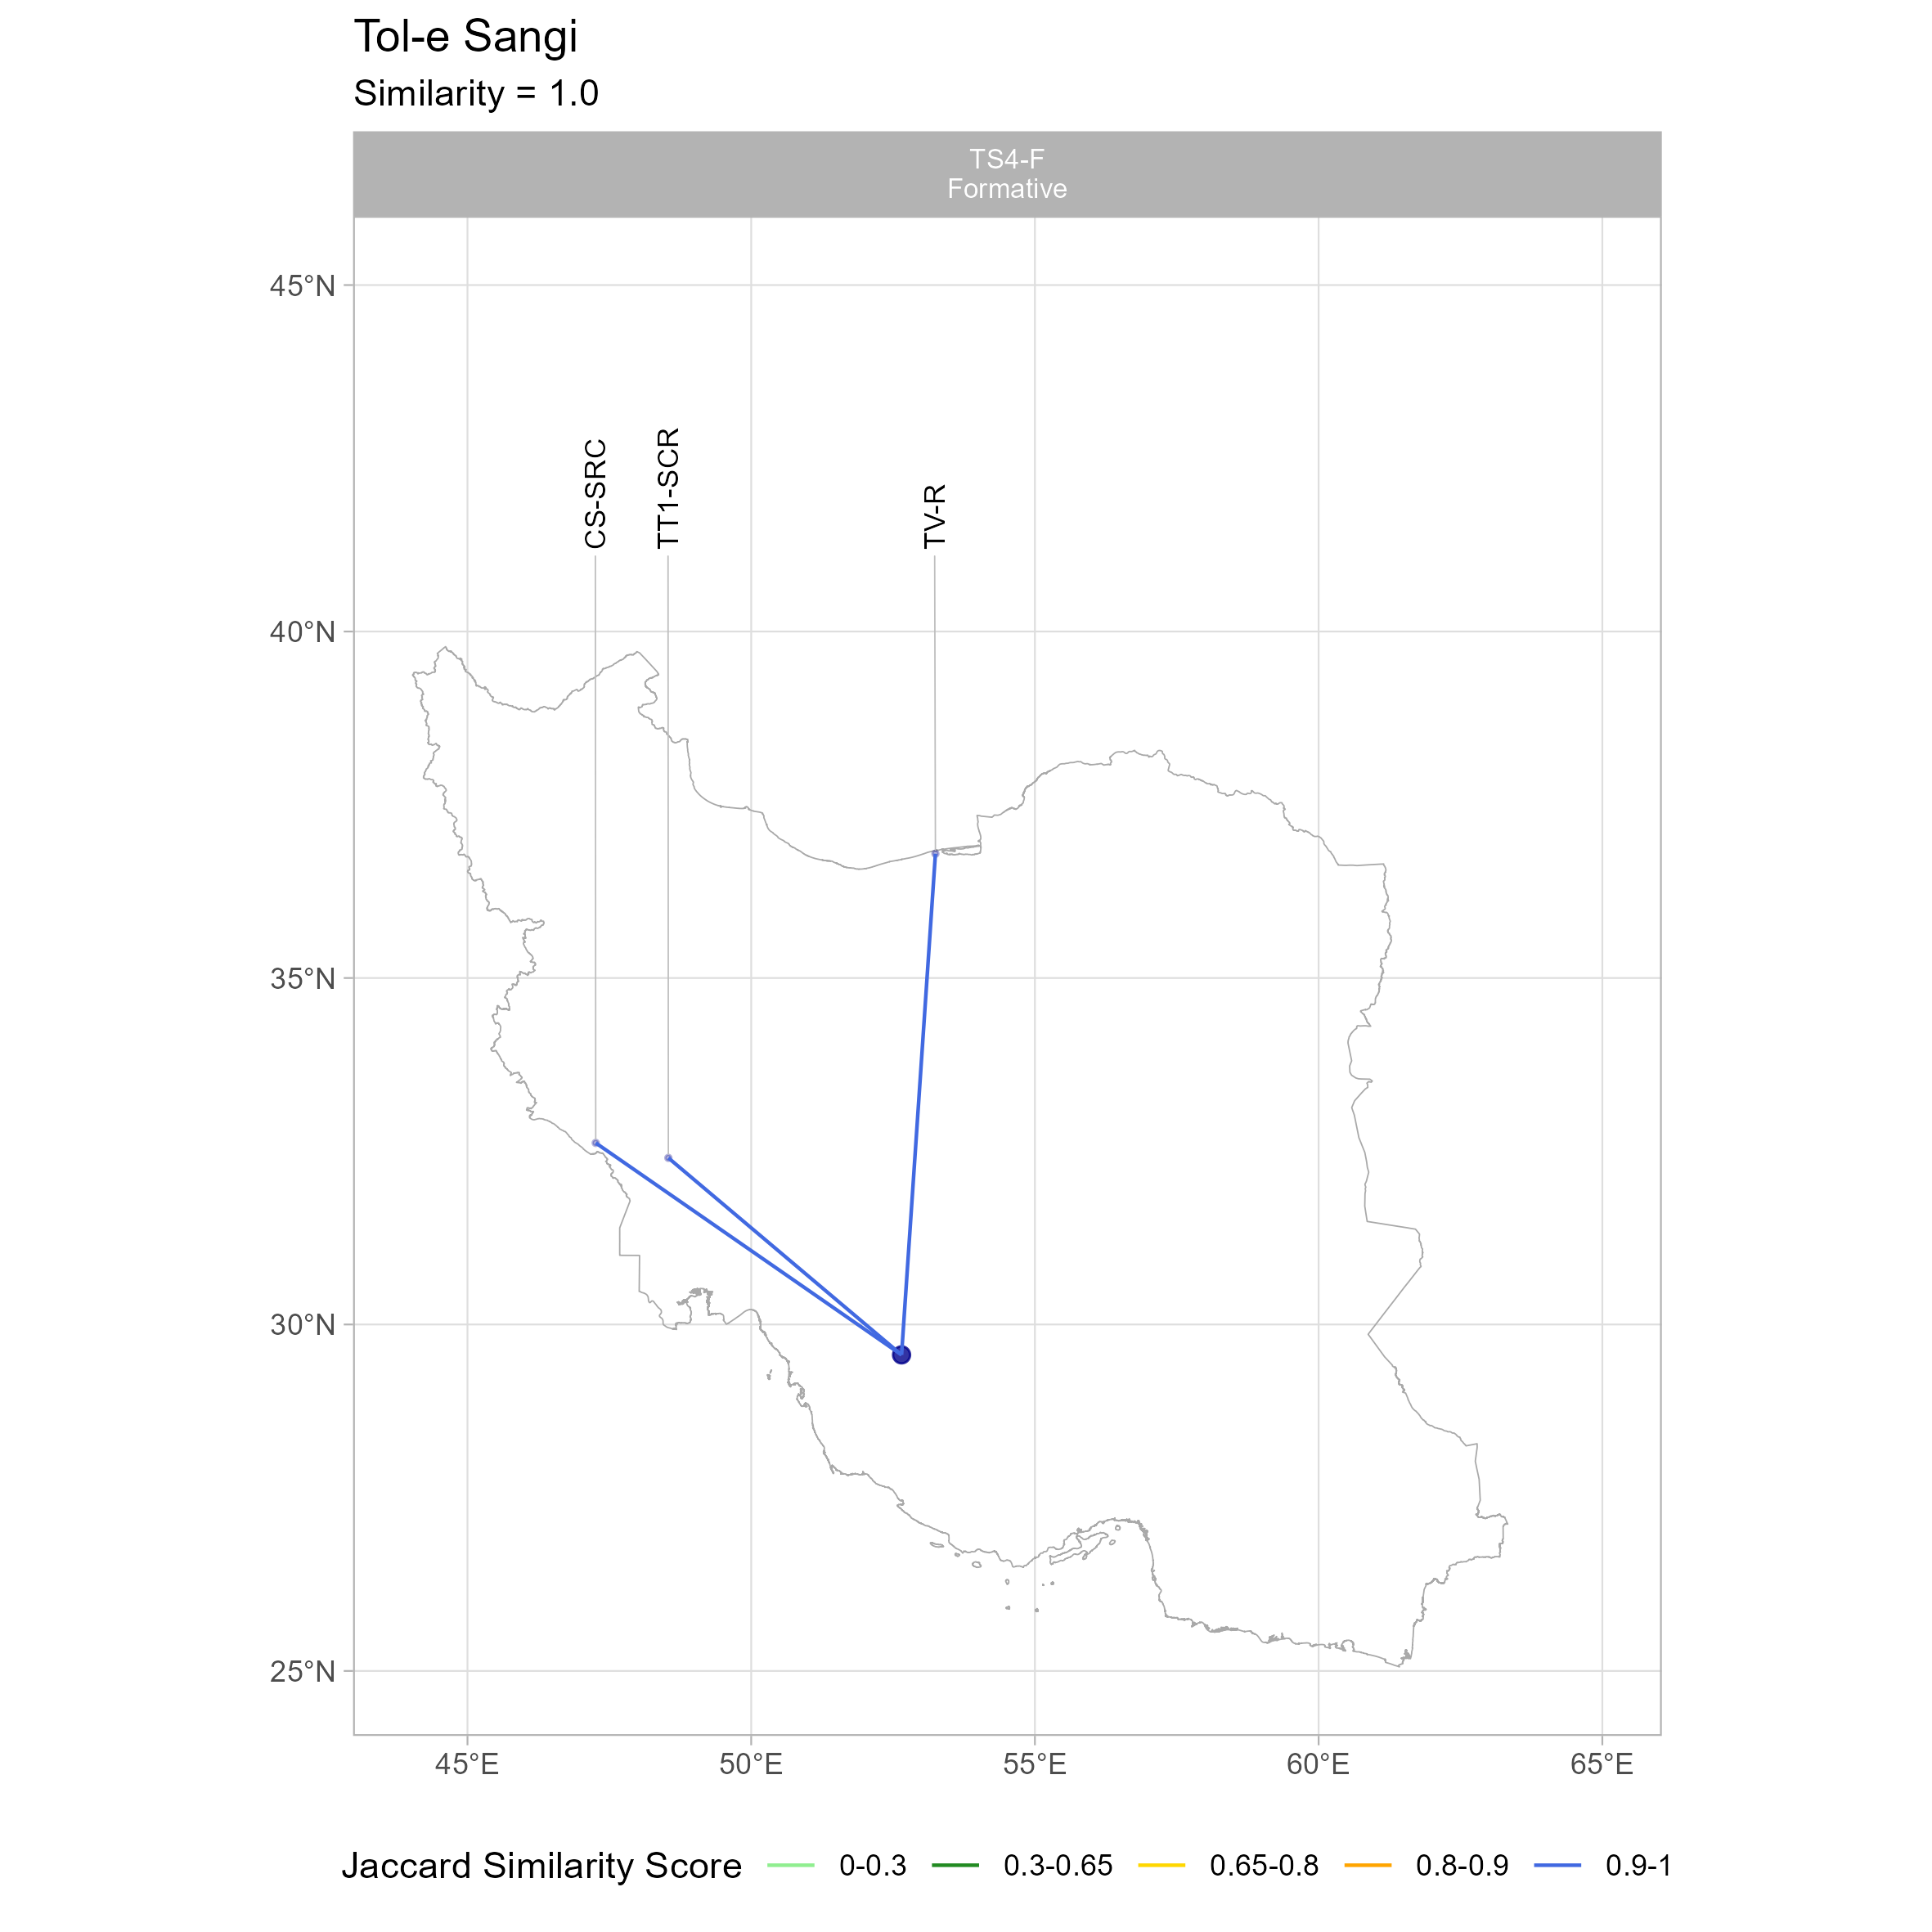 Tol-e Sangi
Similarity = 1.0
TS4-F
Formative
45°N
40°N
35°N
30°N
25°N
CS-SRC
TT1-SCR
TV-R
45°E
50°E
55°E
60°E
65°E
Jaccard Similarity Score 0-0.3 0.3-0.65 0.65-0.8 0.8-0.9 0.9-1